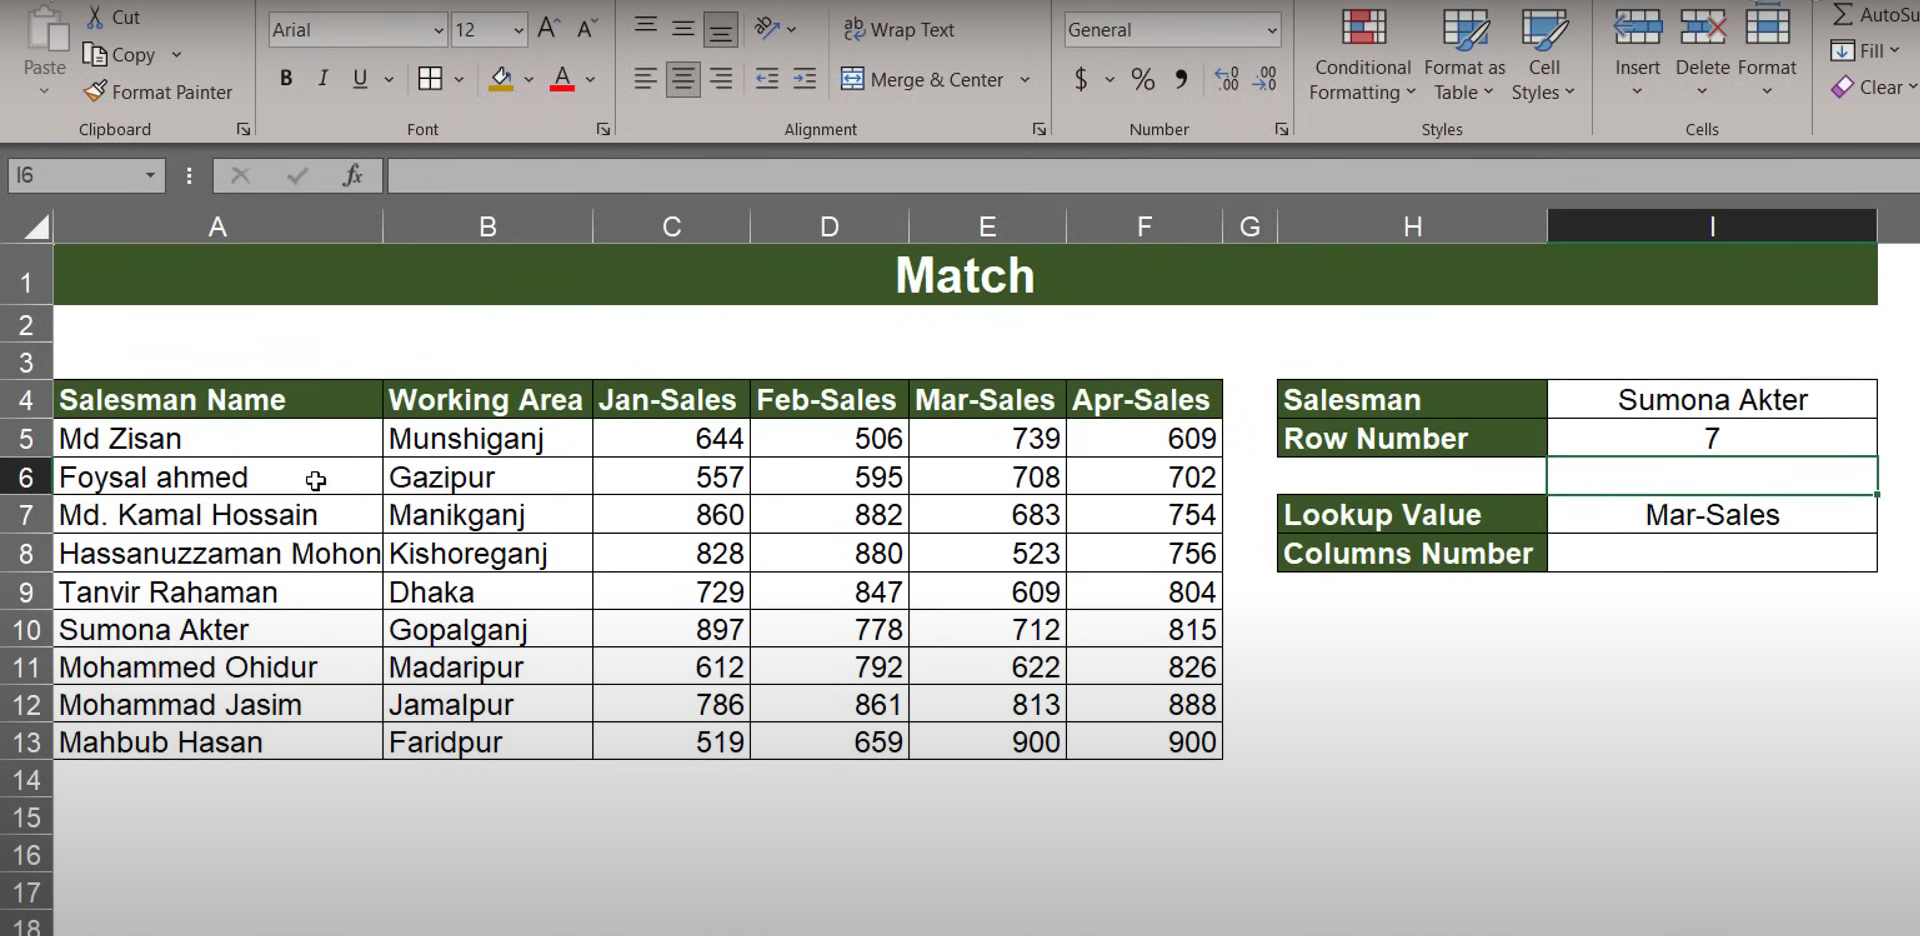 Cut
Copy
Paste
Format Painter
Clipboard
Arial
12
A A
B I U A
Font
ab Wrap Text
Merge & Center
Alignment
General
$ % , .00 .00
Number
Conditional Formatting
Format as Table
Cell Styles
Styles
Insert
Delete
Format
Cells
Σ AutoSu
Fill
Clear
I6
fx
A B C D E F G H I
1 Match
2
3
4 Salesman Name Working Area Jan-Sales Feb-Sales Mar-Sales Apr-Sales Salesman Sumona Akter
5 Md Zisan Munshiganj 644 506 739 609 Row Number 7
6 Foysal ahmed Gazipur 557 595 708 702
7 Md. Kamal Hossain Manikganj 860 882 683 754 Lookup Value Mar-Sales
8 Hassanuzzaman Mohon Kishoreganj 828 880 523 756 Columns Number
9 Tanvir Rahaman Dhaka 729 847 609 804
10 Sumona Akter Gopalganj 897 778 712 815
11 Mohammed Ohidur Madaripur 612 792 622 826
12 Mohammad Jasim Jamalpur 786 861 813 888
13 Mahbub Hasan Faridpur 519 659 900 900
14
15
16
17
18